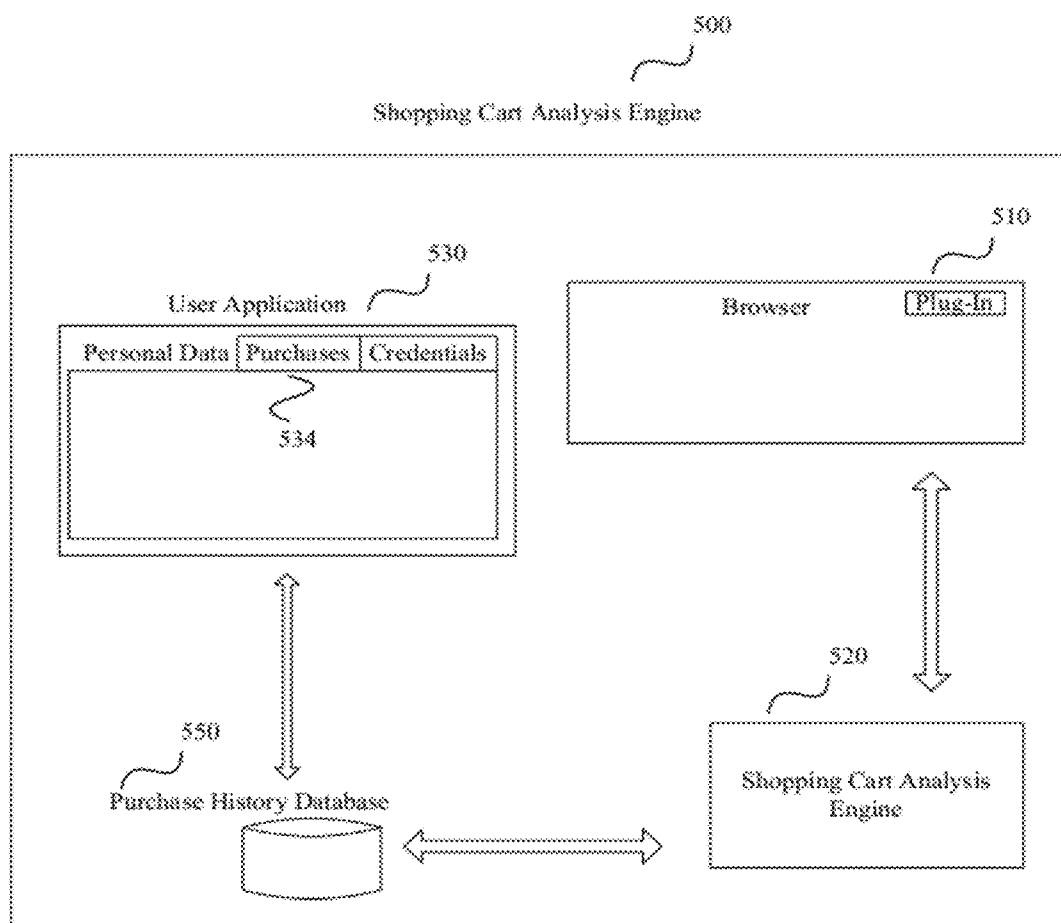 500
Shopping Cart Analysis Engine
510
530
User Application
Browser
Plug-In
Personal Data
Purchases
Credentials
534
520
550
Purchase History Database
Shopping Cart Analysis
Engine